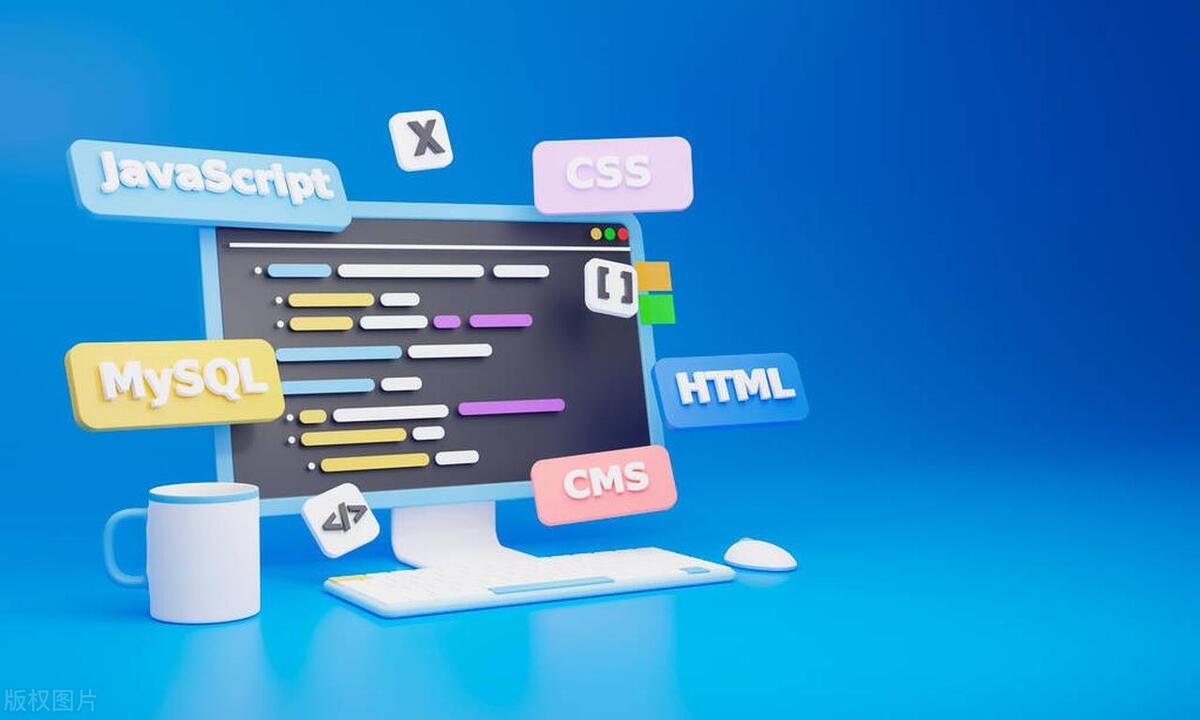 JavaScript
X
CSS
[ ]
MySQL
HTML
CMS
</>
版权图片